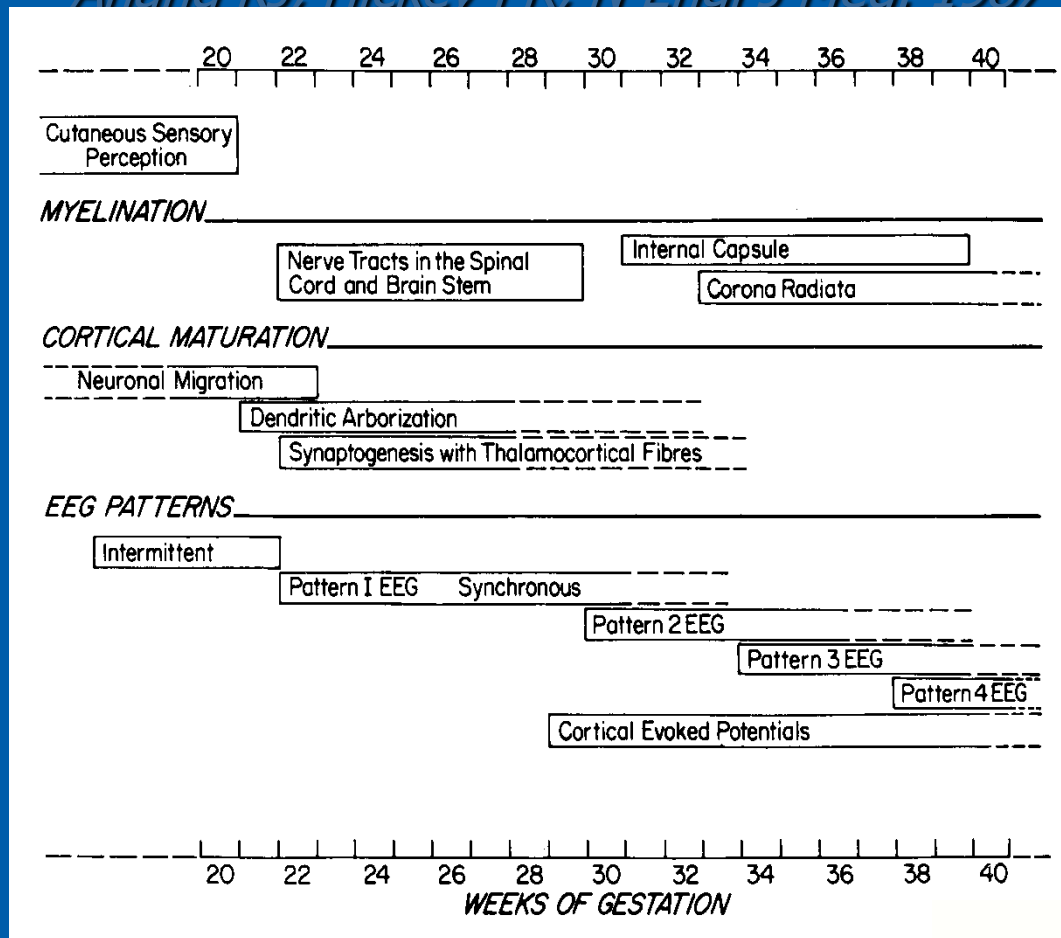 20 22 24 26 28 30 32 34 36 38 40
Cutaneous Sensory
Perception
MYELINATION
Nerve Tracts in the Spinal
Cord and Brain Stem
Internal Capsule
Corona Radiata
CORTICAL MATURATION
Neuronal Migration
Dendritic Arborization
Synaptogenesis with Thalamocortical Fibres
EEG PATTERNS
Intermittent
Pattern I EEG Synchronous
Pattern 2 EEG
Pattern 3 EEG
Pattern 4 EEG
Cortical Evoked Potentials
20 22 24 26 28 30 32 34 36 38 40
WEEKS OF GESTATION